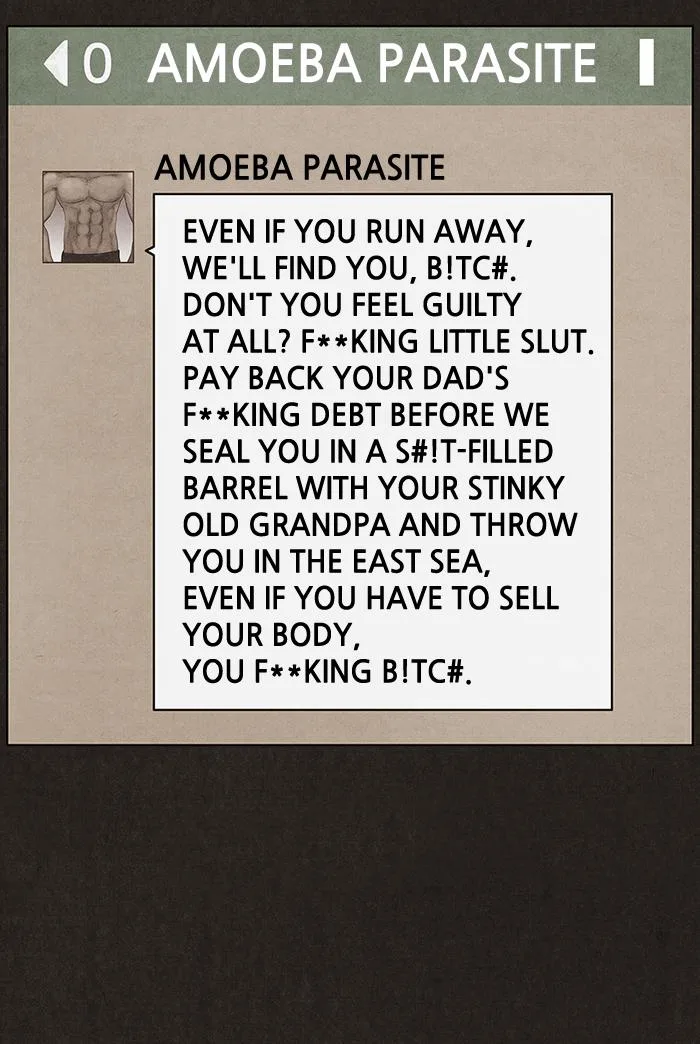 0 AMOEBA PARASITE
AMOEBA PARASITE
EVEN IF YOU RUN AWAY,
WE'LL FIND YOU, B!TC#.
DON'T YOU FEEL GUILTY
AT ALL? F**KING LITTLE SLUT.
PAY BACK YOUR DAD'S
F**KING DEBT BEFORE WE
SEAL YOU IN A S#!T-FILLED
BARREL WITH YOUR STINKY
OLD GRANDPA AND THROW
YOU IN THE EAST SEA,
EVEN IF YOU HAVE TO SELL
YOUR BODY,
YOU F**KING B!TC#.